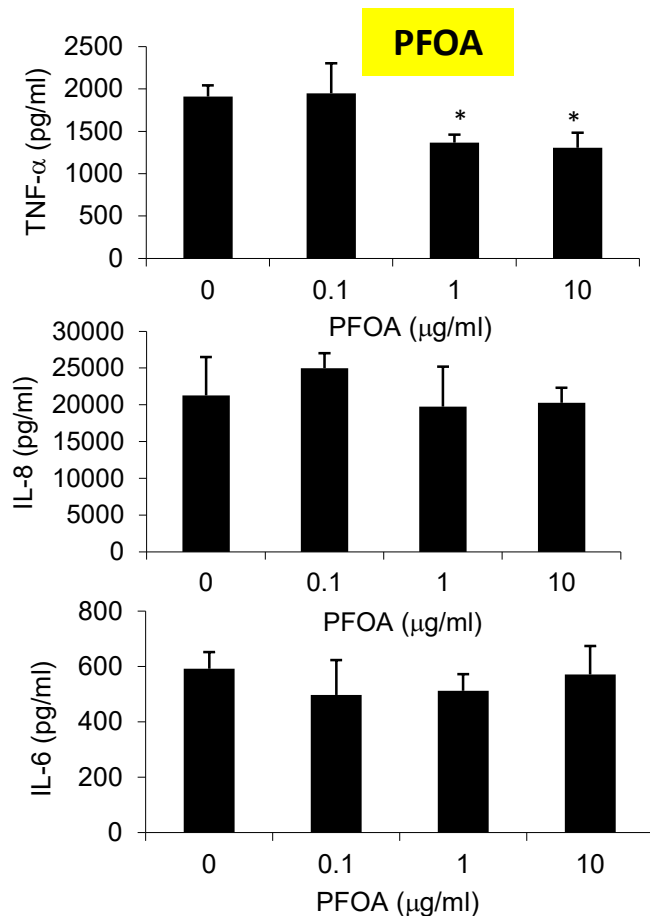 PFOA
TNF-α (pg/ml)
2500
2000
1500
1000
500
0
*
*
0 0.1 1 10
PFOA (μg/ml)
IL-8 (pg/ml)
30000
25000
20000
15000
10000
5000
0
0 0.1 1 10
PFOA (μg/ml)
IL-6 (pg/ml)
800
600
400
200
0
0 0.1 1 10
PFOA (μg/ml)